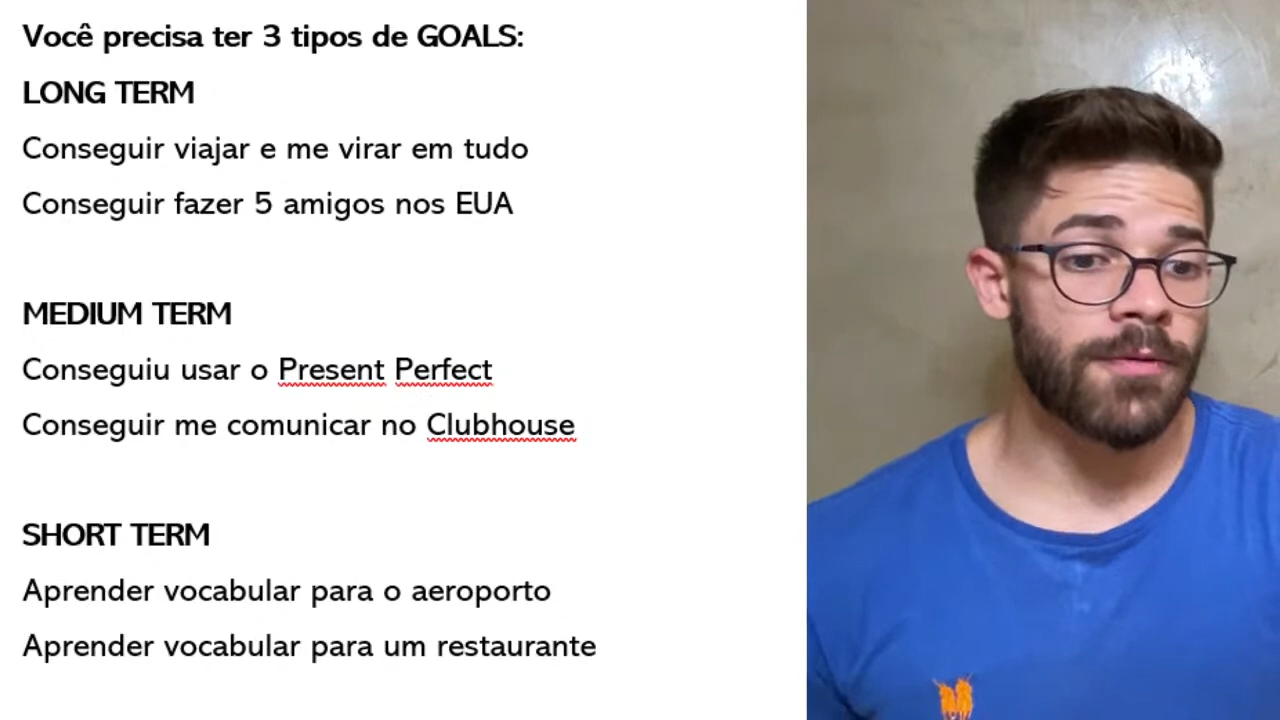 Você precisa ter 3 tipos de GOALS:
LONG TERM
Conseguir viajar e me virar em tudo
Conseguir fazer 5 amigos nos EUA
MEDIUM TERM
Conseguiu usar o Present Perfect
Conseguir me comunicar no Clubhouse
SHORT TERM
Aprender vocabular para o aeroporto
Aprender vocabular para um restaurante